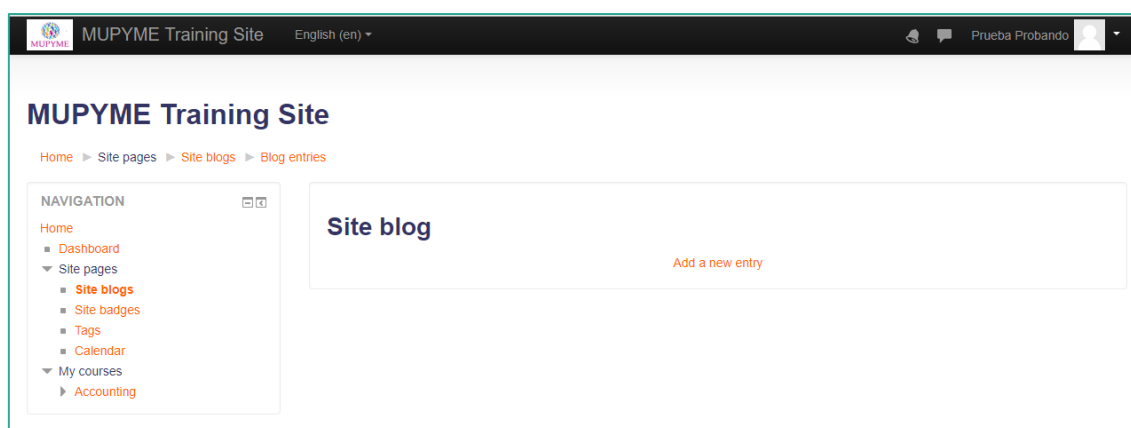 MUPYME
MUPYME Training Site
English (en)
Prueba Probando
MUPYME Training Site
Home Site pages Site blogs Blog entries
NAVIGATION
Home
Dashboard
Site pages
Site blogs
Site badges
Tags
Calendar
My courses
Accounting
Site blog
Add a new entry